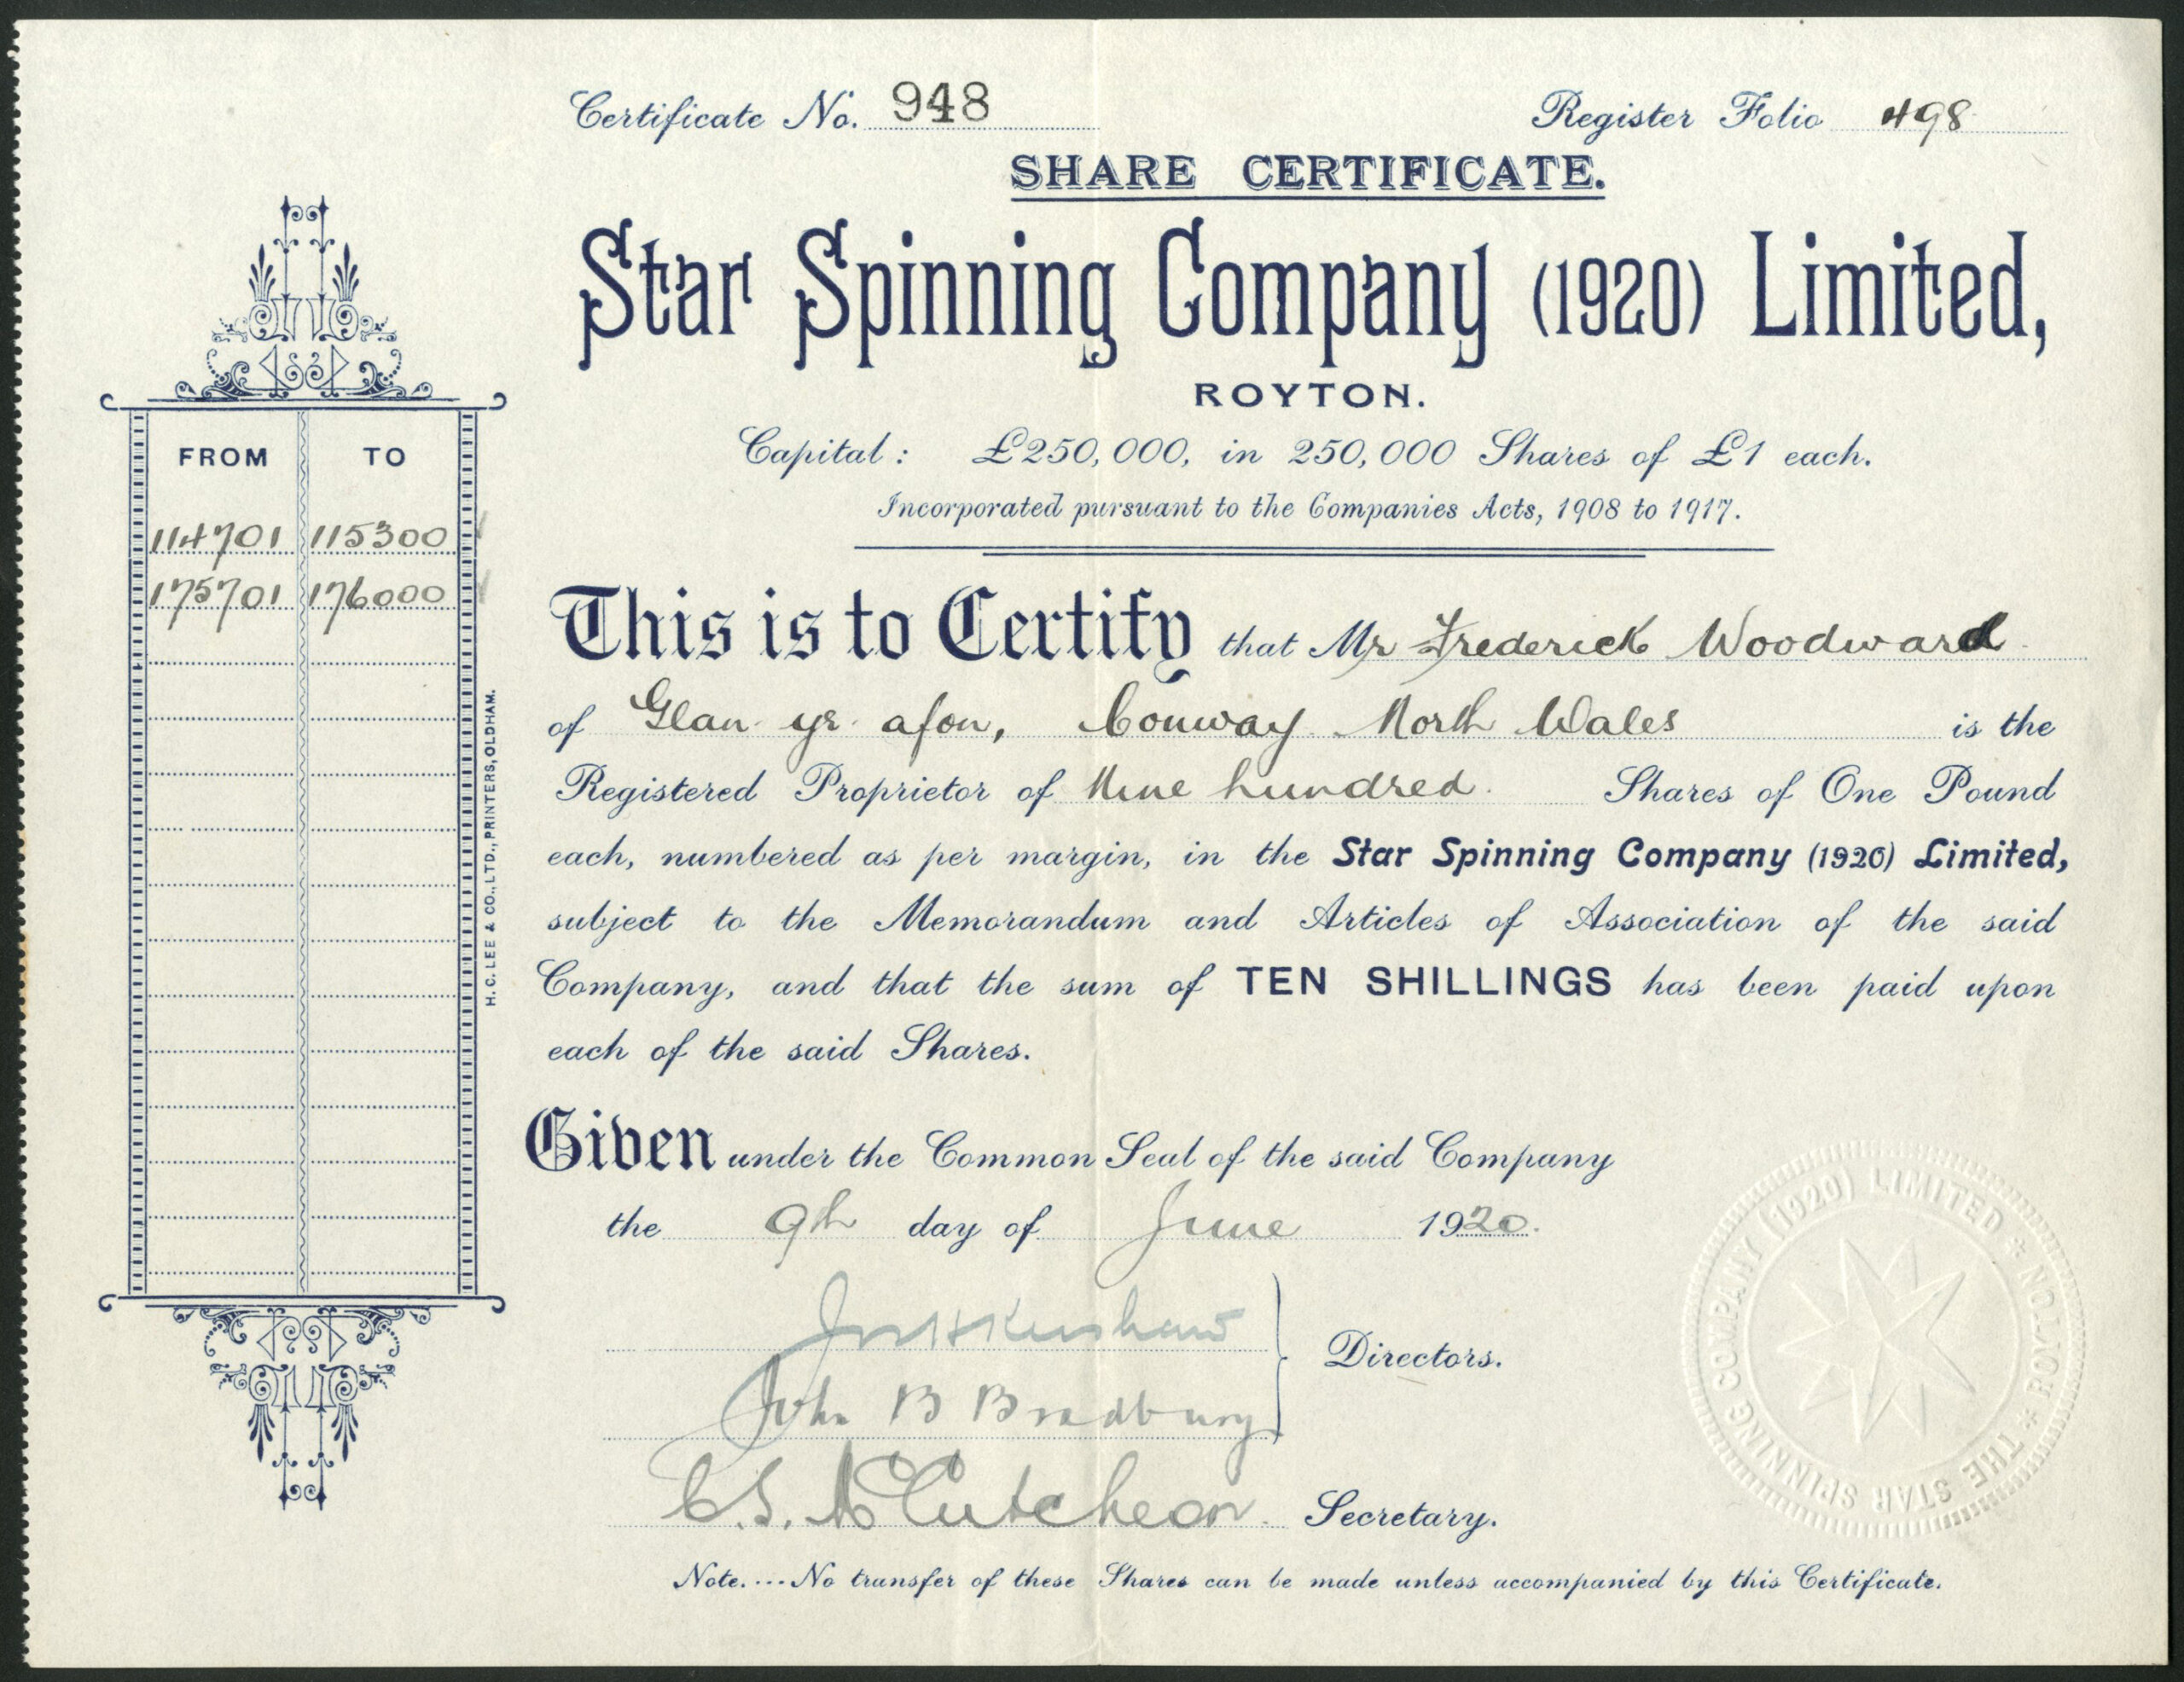 Certificate No. 948
Register Folio 498
SHARE CERTIFICATE.
Star Spinning Company (1920) Limited,
ROYTON.
Capital: £250,000, in 250,000 Shares of £1 each.
Incorporated pursuant to the Companies Acts, 1908 to 1917.
FROM TO
114701 115300
175701 176000
H. C. LEE & CO., LTD., PRINTERS, OLDHAM.
This is to Certify that Mr Frederick Woodward
of Glan yr afon, Conway North Wales is the
Registered Proprietor of Nine hundred Shares of One Pound
each, numbered as per margin, in the Star Spinning Company (1920) Limited,
subject to the Memorandum and Articles of Association of the said
Company, and that the sum of TEN SHILLINGS has been paid upon
each of the said Shares.
Given under the Common Seal of the said Company
the 9th day of June 1920.
Kershaw
John B Bradbury
Directors.
C.S. McCutcheon. Secretary.
THE STAR SPINNING COMPANY (1920) LIMITED + ROYTON +
Note.---No transfer of these Shares can be made unless accompanied by this Certificate.